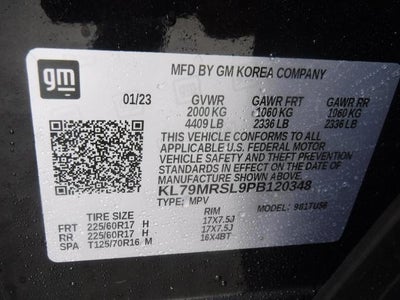 gm
MFD BY GM KOREA COMPANY
01/23 GVWR GAWR FRT GAWR RR
2000 KG 1060 KG 1060 KG
4409 LB 2336 LB 2336 LB
THIS VEHICLE CONFORMS TO ALL
APPLICABLE U.S. FEDERAL MOTOR
VEHICLE SAFETY AND THEFT PREVENTION
STANDARDS IN EFFECT ON THE DATE OF
MANUFACTURE SHOWN ABOVE.
KL79MRSL9PB120348
TYPE: MPV MODEL: 9B1TU56
TIRE SIZE RIM
FRT 225/60R17 H 17X7.5J
RR 225/60R17 H 17X7.5J
SPA T125/70R16 M 16X4BT